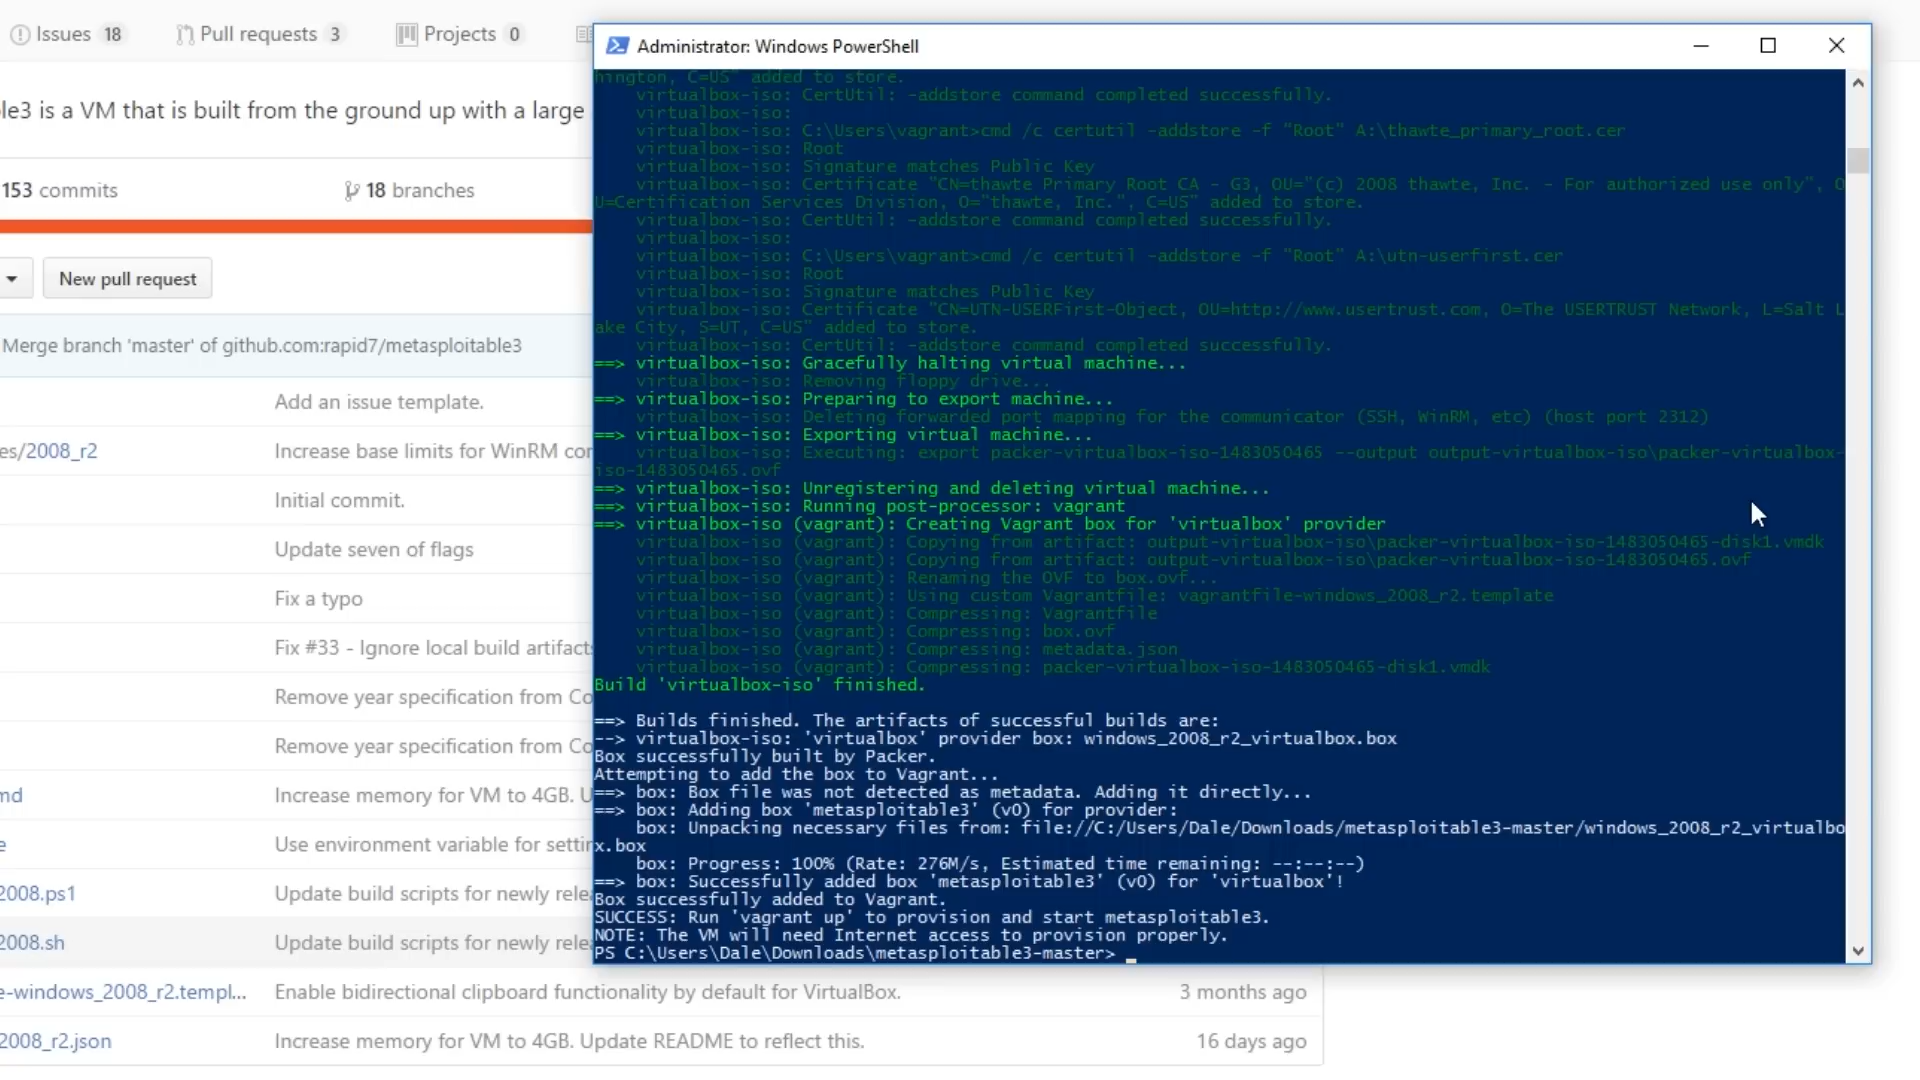 Issues 18 Pull requests 3 Projects 0
le3 is a VM that is built from the ground up with a large
153 commits 18 branches
New pull request
Merge branch 'master' of github.com:rapid7/metasploitable3
Add an issue template.
es/2008_r2 Increase base limits for WinRM con
Initial commit.
Update seven of flags
Fix a typo
Fix #33 - Ignore local build artifacts
Remove year specification from Co
Remove year specification from Co
md Increase memory for VM to 4GB. U
e Use environment variable for settin
2008.ps1 Update build scripts for newly rele
2008.sh Update build scripts for newly rele
e-windows_2008_r2.templ... Enable bidirectional clipboard functionality by default for VirtualBox. 3 months ago
2008_r2.json Increase memory for VM to 4GB. Update README to reflect this. 16 days ago
Administrator: Windows PowerShell
hington, C=US" added to store.
virtualbox-iso: CertUtil: -addstore command completed successfully.
virtualbox-iso:
virtualbox-iso: C:\Users\vagrant>cmd /c certutil -addstore -f "Root" A:\thawte_primary_root.cer
virtualbox-iso: Root
virtualbox-iso: Signature matches Public Key
virtualbox-iso: Certificate "CN=thawte Primary Root CA - G3, OU="(c) 2008 thawte, Inc. - For authorized use only", O
U=Certification Services Division, O="thawte, Inc.", C=US" added to store.
virtualbox-iso: CertUtil: -addstore command completed successfully.
virtualbox-iso:
virtualbox-iso: C:\Users\vagrant>cmd /c certutil -addstore -f "Root" A:\utn-userfirst.cer
virtualbox-iso: Root
virtualbox-iso: Signature matches Public Key
virtualbox-iso: Certificate "CN=UTN-USERFirst-Object, OU=http://www.usertrust.com, O=The USERTRUST Network, L=Salt L
ake City, S=UT, C=US" added to store.
virtualbox-iso: CertUtil: -addstore command completed successfully.
==> virtualbox-iso: Gracefully halting virtual machine...
virtualbox-iso: Removing floppy drive...
==> virtualbox-iso: Preparing to export machine...
virtualbox-iso: Deleting forwarded port mapping for the communicator (SSH, WinRM, etc) (host port 2312)
==> virtualbox-iso: Exporting virtual machine...
virtualbox-iso: Executing: export packer-virtualbox-iso-1483050465 --output output-virtualbox-iso\packer-virtualbox-
iso-1483050465.ovf
==> virtualbox-iso: Unregistering and deleting virtual machine...
==> virtualbox-iso: Running post-processor: vagrant
==> virtualbox-iso (vagrant): Creating Vagrant box for 'virtualbox' provider
virtualbox-iso (vagrant): Copying from artifact: output-virtualbox-iso\packer-virtualbox-iso-1483050465-disk1.vmdk
virtualbox-iso (vagrant): Copying from artifact: output-virtualbox-iso\packer-virtualbox-iso-1483050465.ovf
virtualbox-iso (vagrant): Renaming the OVF to box.ovf...
virtualbox-iso (vagrant): Using custom Vagrantfile: vagrantfile-windows_2008_r2.template
virtualbox-iso (vagrant): Compressing: Vagrantfile
virtualbox-iso (vagrant): Compressing: box.ovf
virtualbox-iso (vagrant): Compressing: metadata.json
virtualbox-iso (vagrant): Compressing: packer-virtualbox-iso-1483050465-disk1.vmdk
Build 'virtualbox-iso' finished.
==> Builds finished. The artifacts of successful builds are:
--> virtualbox-iso: 'virtualbox' provider box: windows_2008_r2_virtualbox.box
Box successfully built by Packer.
Attempting to add the box to Vagrant...
==> box: Box file was not detected as metadata. Adding it directly...
==> box: Adding box 'metasploitable3' (v0) for provider:
box: Unpacking necessary files from: file://C:/Users/Dale/Downloads/metasploitable3-master/windows_2008_r2_virtualbo
x.box
box: Progress: 100% (Rate: 276M/s, Estimated time remaining: --:--:--)
==> box: Successfully added box 'metasploitable3' (v0) for 'virtualbox'!
Box successfully added to Vagrant.
SUCCESS: Run 'vagrant up' to provision and start metasploitable3.
NOTE: The VM will need Internet access to provision properly.
PS C:\Users\Dale\Downloads\metasploitable3-master>